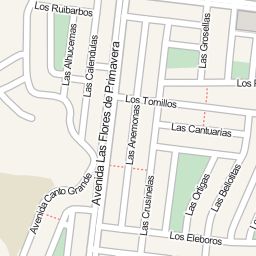 Los Ruibarbos
Las Alhucemas
Las Calendulas
Avenida Las Flores de Primavera
Las Grosellas
Los Tomillos
Las Anemonas
Las Cantuarias
Avenida Canto Grande
Las Crusinelas
Las Ortigas
Las Belloitas
Los Eleboros